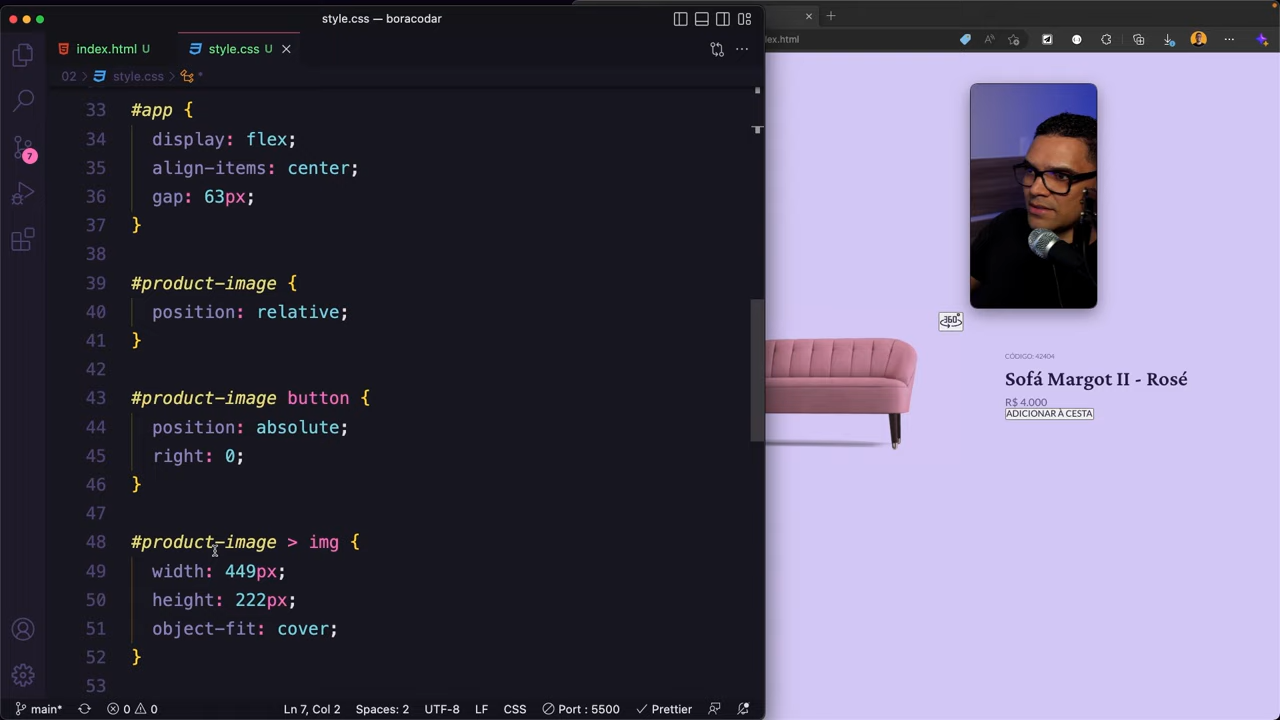 style.css — boracodar
index.html U
style.css U
02 > style.css > *
33 #app {
34 display: flex;
35 align-items: center;
36 gap: 63px;
37 }
38
39 #product-image {
40 position: relative;
41 }
42
43 #product-image button {
44 position: absolute;
45 right: 0;
46 }
47
48 #product-image > img {
49 width: 449px;
50 height: 222px;
51 object-fit: cover;
52 }
53
main*
0
0
Ln 7, Col 2
Spaces: 2
UTF-8
LF
CSS
Port : 5500
Prettier
7
dex.html
360°
CÓDIGO: 42404
Sofá Margot II - Rosé
R$ 4.000
ADICIONAR À CESTA